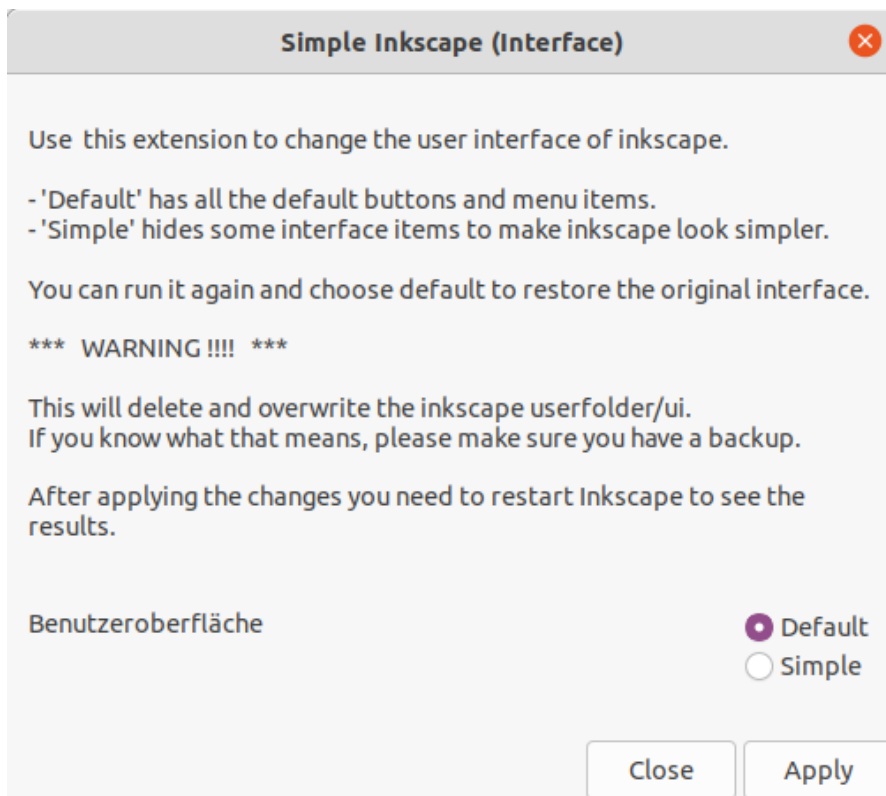 Simple Inkscape (Interface)
Use  this extension to change the user interface of inkscape.
- 'Default' has all the default buttons and menu items.
- 'Simple' hides some interface items to make inkscape look simpler.
You can run it again and choose default to restore the original interface.
***   WARNING !!!!   ***
This will delete and overwrite the inkscape userfolder/ui.
If you know what that means, please make sure you have a backup.
After applying the changes you need to restart Inkscape to see the
results.
Benutzeroberfläche
Default
Simple
Close
Apply